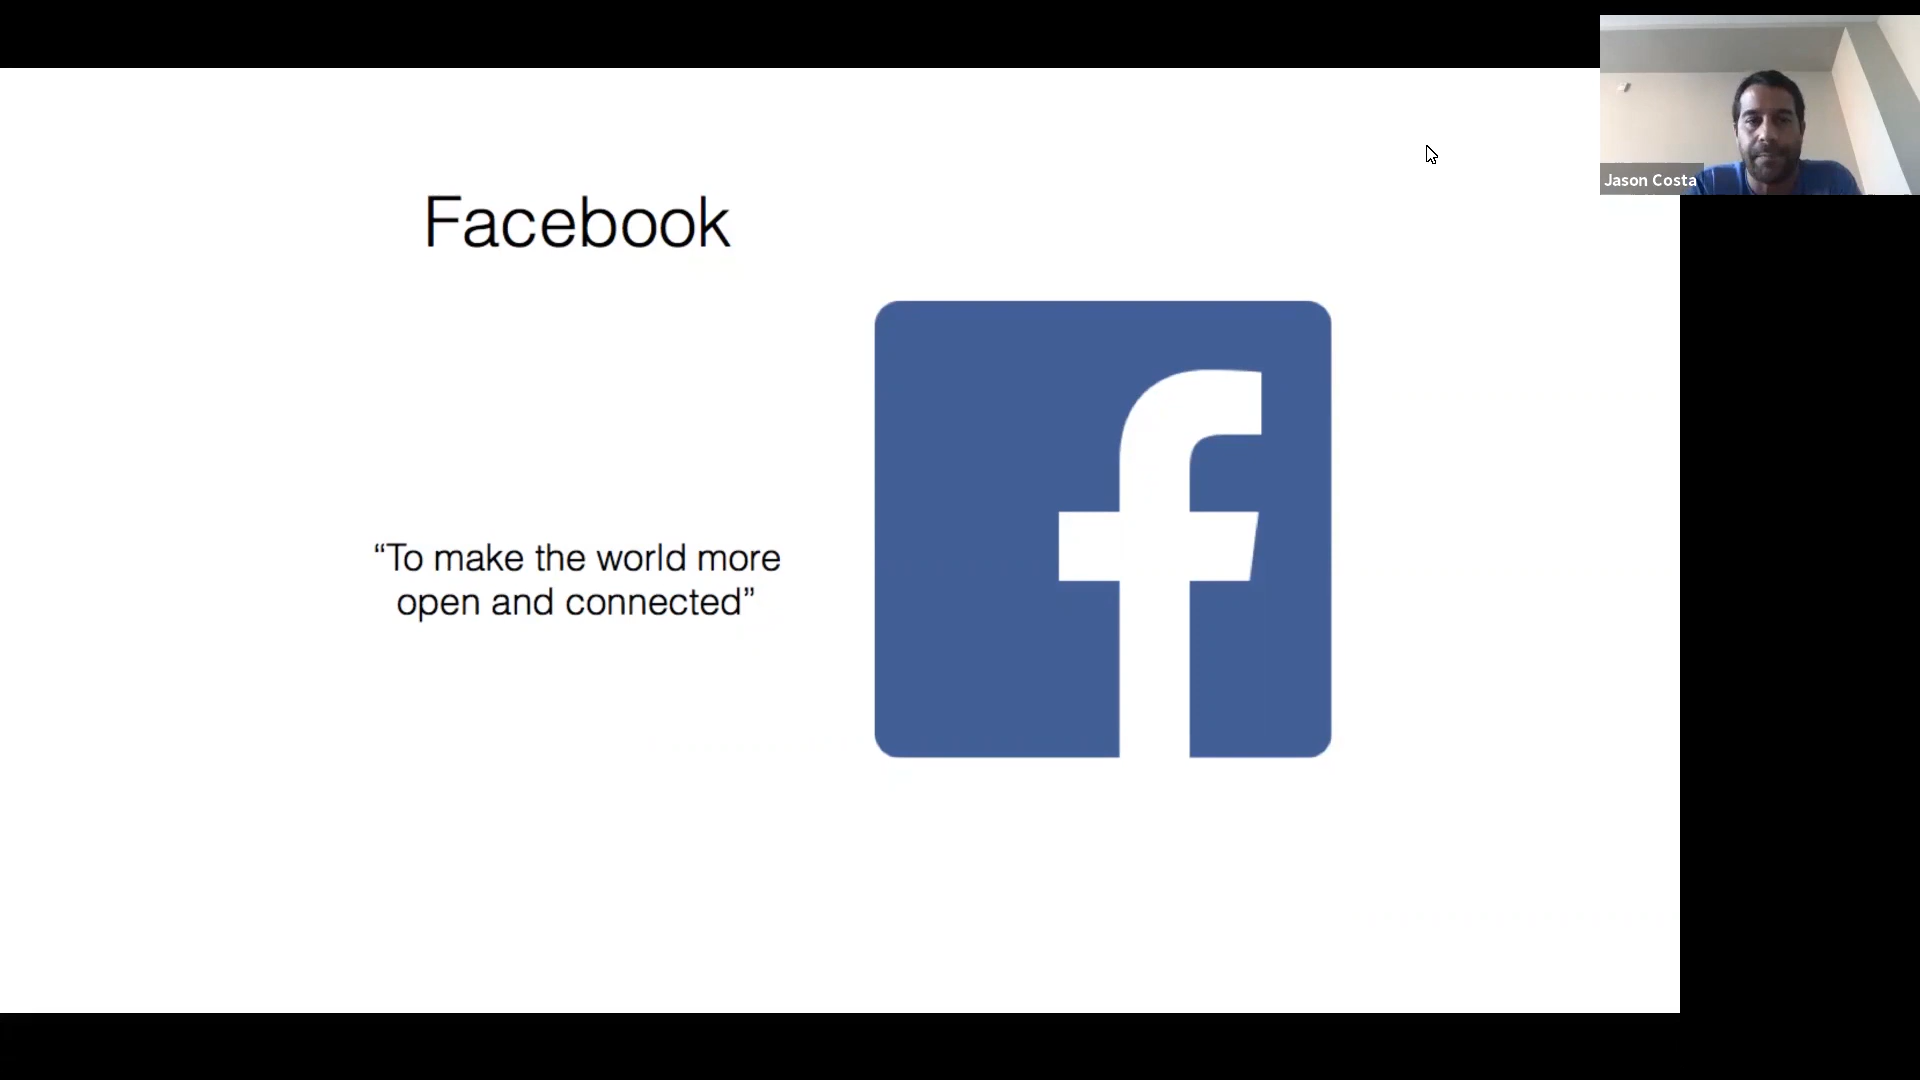 Jason Costa
Facebook
“To make the world more
open and connected”